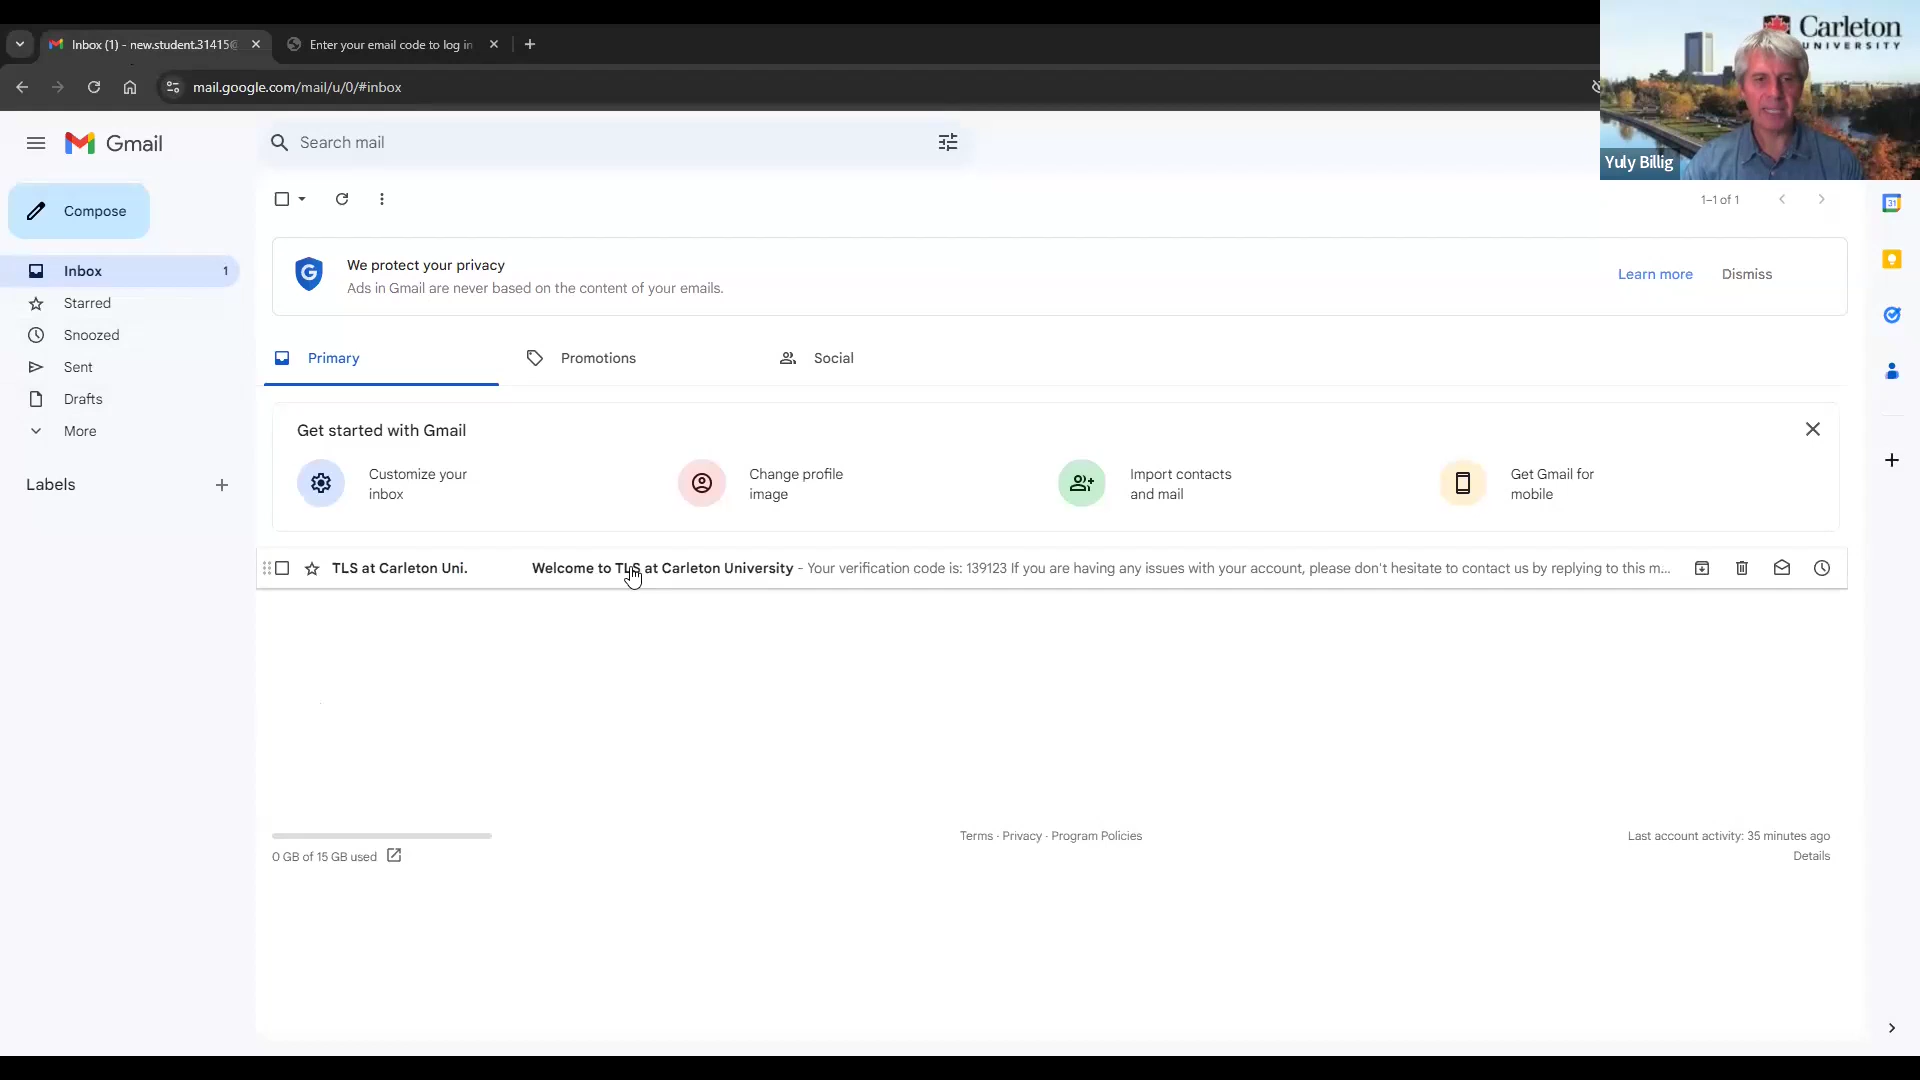 Inbox (1) - new.student.31415@
Enter your email code to log in
mail.google.com/mail/u/0/#inbox
Carleton
UNIVERSITY
Yuly Billig
Gmail
Search mail
Compose
1–1 of 1
31
Inbox 1
Starred
Snoozed
Sent
Drafts
More
Labels
We protect your privacy
Ads in Gmail are never based on the content of your emails.
Learn more
Dismiss
Primary
Promotions
Social
Get started with Gmail
Customize your
inbox
Change profile
image
Import contacts
and mail
Get Gmail for
mobile
TLS at Carleton Uni. Welcome to TLS at Carleton University - Your verification code is: 139123 If you are having any issues with your account, please don't hesitate to contact us by replying to this m...
0 GB of 15 GB used
Terms · Privacy · Program Policies
Last account activity: 35 minutes ago
Details